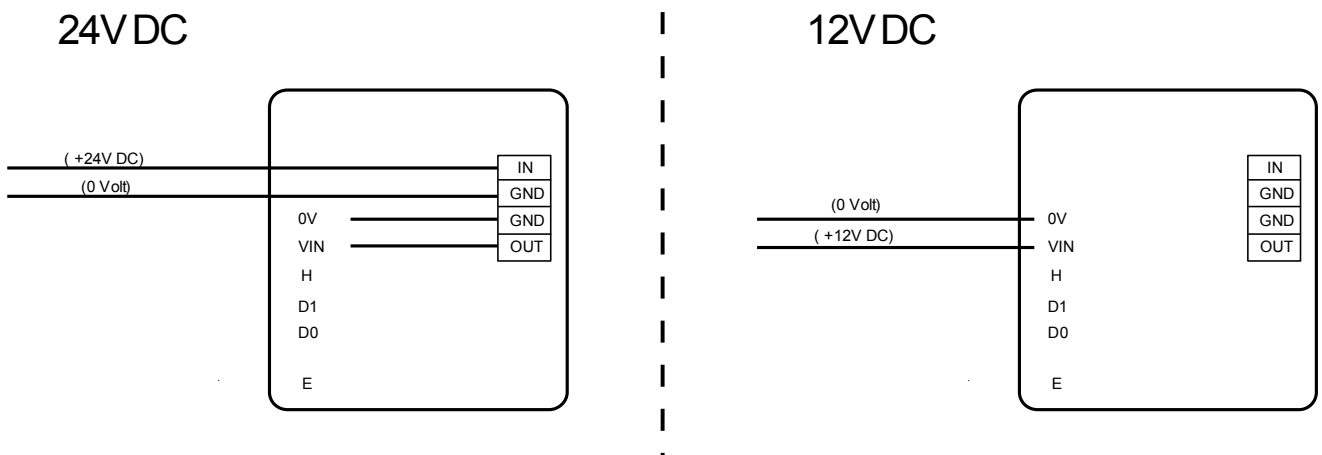 24V DC
( +24V DC)
(0 Volt)
IN
GND
GND
OUT
0V
VIN
H
D1
D0
E
12V DC
(0 Volt)
( +12V DC)
IN
GND
GND
OUT
0V
VIN
H
D1
D0
E